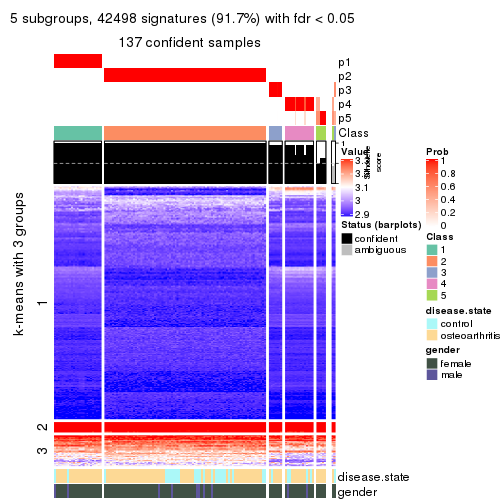 5 subgroups, 42498 signatures (91.7%) with fdr < 0.05
137 confident samples
p1
p2
p3
p4
p5
Class
1
Silhouette
score
k-means with 3 groups
1
2
3
disease.state
gender
Value
3.3
3.2
3.1
3
2.9
Status (barplots)
confident
ambiguous
Prob
1
0.8
0.6
0.4
0.2
0
Class
1
2
3
4
5
disease.state
control
osteoarthritis
gender
female
male